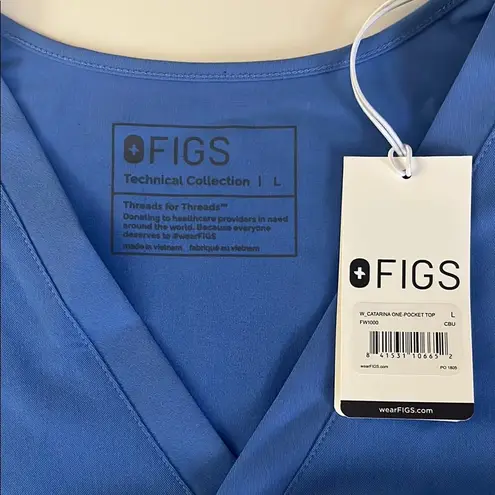 FIGS
Technical Collection | L
Threads for Threads™
Donating to healthcare providers in need
around the world. Because everyone
deserves to #wearFIGS
made in vietnam fabriqué au vietnam
FIGS
W_CATARINA ONE-POCKET TOP L
FW1000 CBU
8 41531 10665 2
wearFIGS.com PO 1805
wearFIGS.com